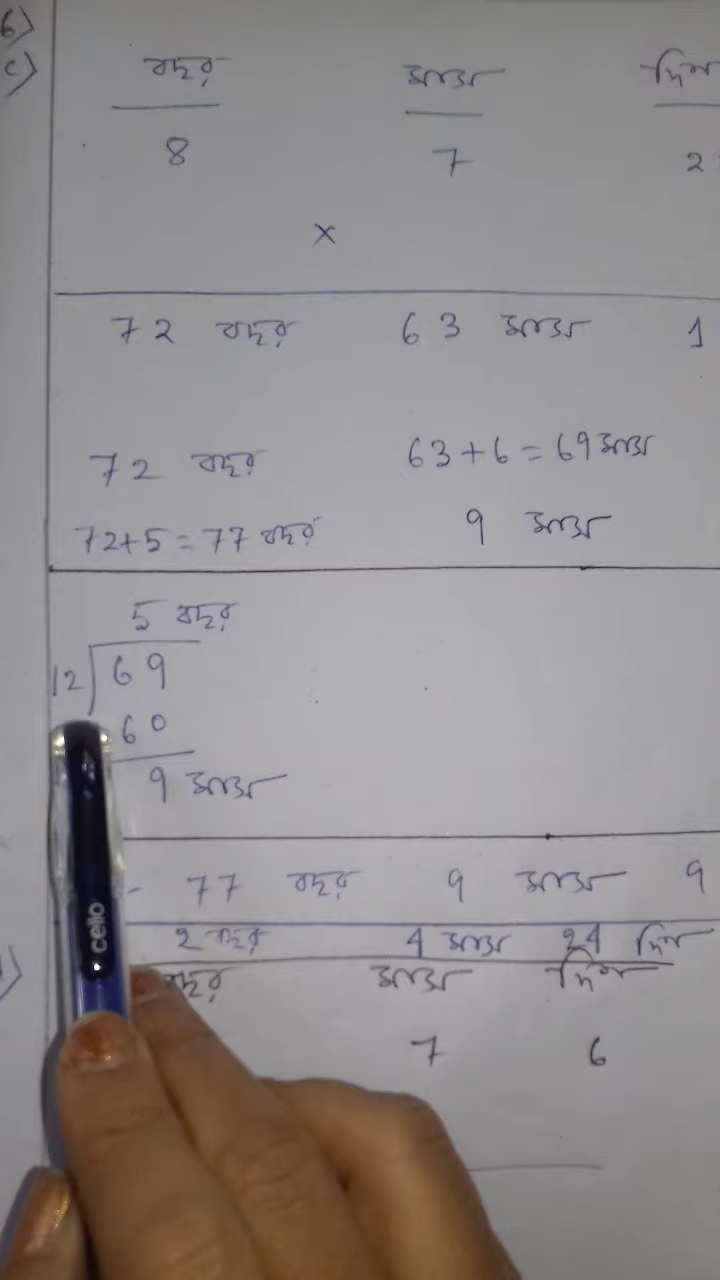 6)
c) বছর মাস দিন
8 7 2
×
72 বছর 63 মাস 1
72 বছর 63+6=69 মাস
72+5=77 বছর 9 মাস
5 বছর
12 69
60
9 মাস
77 বছর 9 মাস 9
2 বছর 4 মাস 24 দিন
মাস দিন
7 6
cello